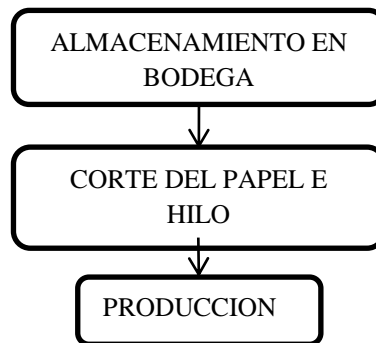 ALMACENAMIENTO EN
BODEGA
CORTE DEL PAPEL E
HILO
PRODUCCION